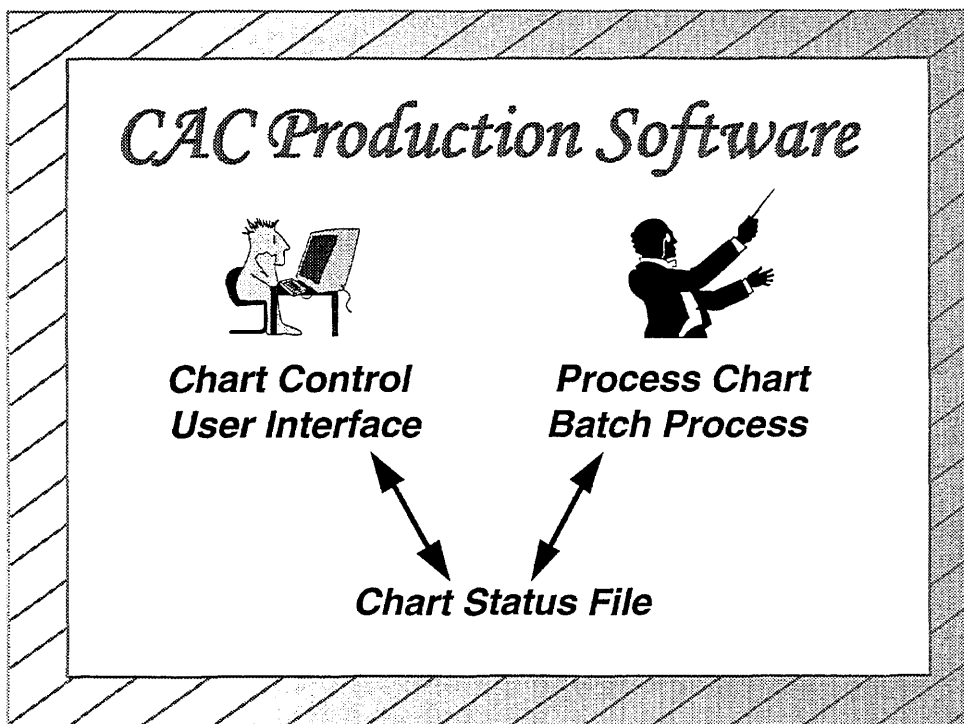 CAC Production Software
Chart Control
User Interface
Process Chart
Batch Process
Chart Status File